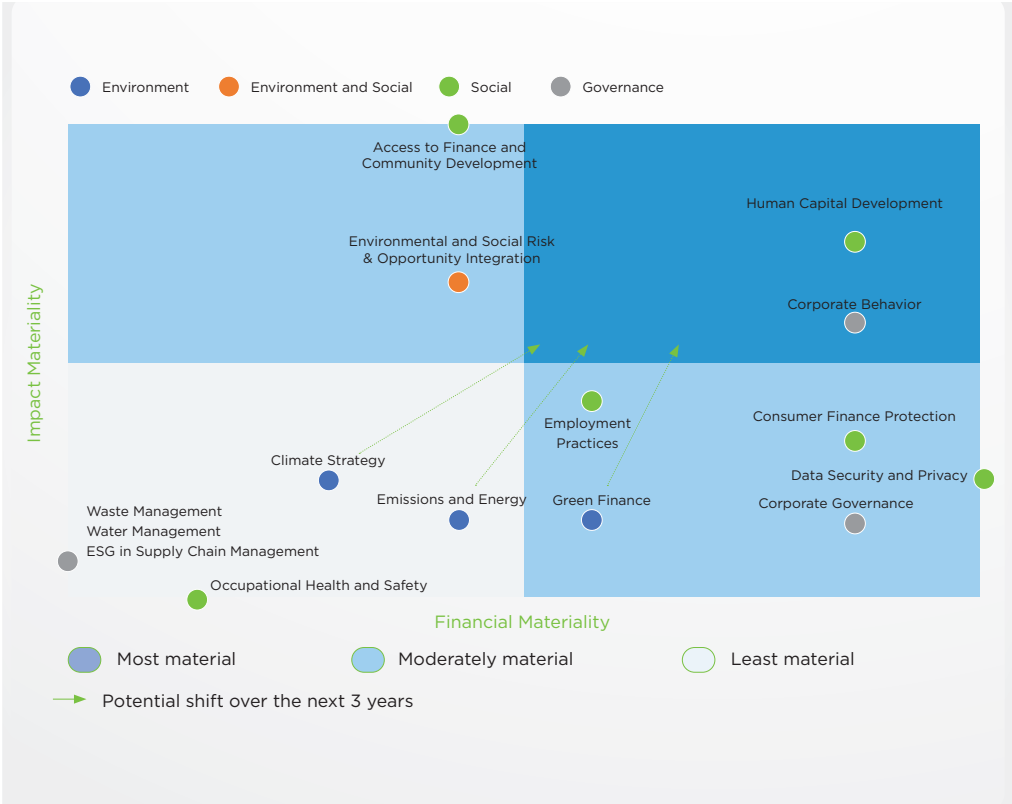 Environment
Environment and Social
Social
Governance
Access to Finance and
Community Development
Human Capital Development
Environmental and Social Risk
& Opportunity Integration
Corporate Behavior
Impact Materiality
Employment
Practices
Consumer Finance Protection
Climate Strategy
Data Security and Privacy
Emissions and Energy
Green Finance
Corporate Governance
Waste Management
Water Management
ESG in Supply Chain Management
Occupational Health and Safety
Financial Materiality
Most material
Moderately material
Least material
Potential shift over the next 3 years